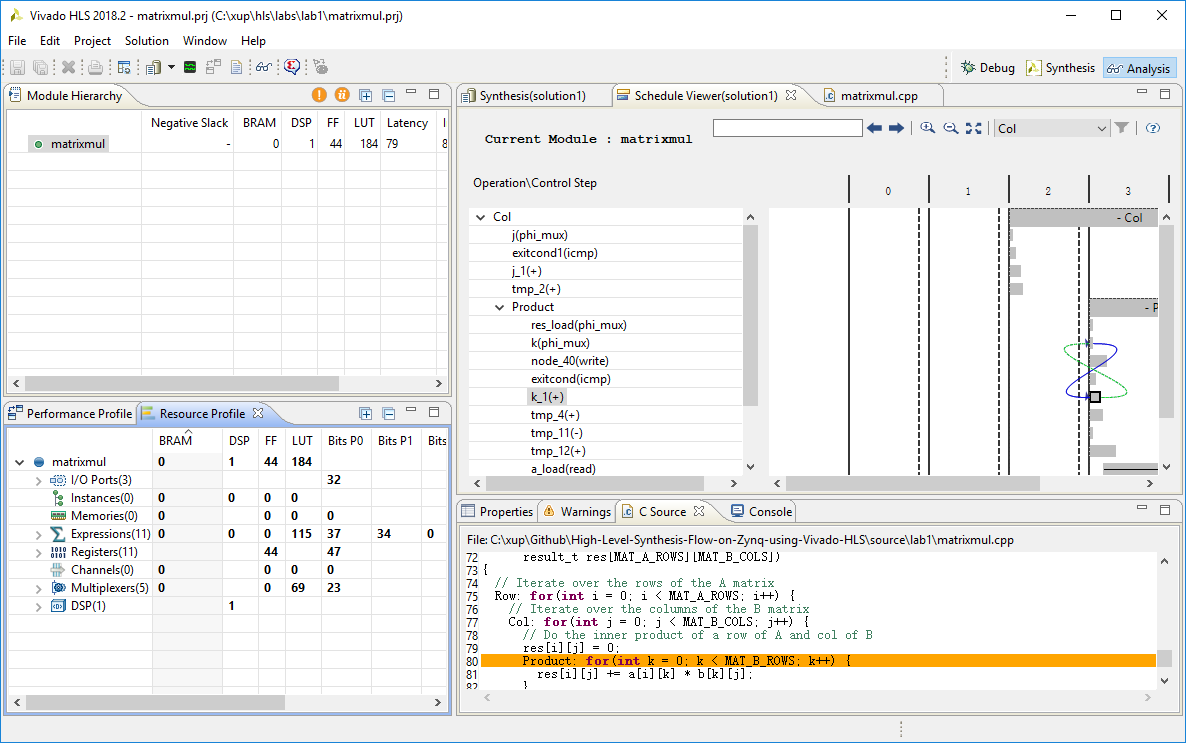 Vivado HLS 2018.2 - matrixmul.prj (C:\xup\hls\labs\lab1\matrixmul.prj)
File Edit Project Solution Window Help
Debug Synthesis Analysis
Module Hierarchy
Negative Slack BRAM DSP FF LUT Latency
matrixmul - 0 1 44 184 79 8
Synthesis(solution1) Schedule Viewer(solution1) matrixmul.cpp
Current Module : matrixmul
Col
Operation\Control Step 0 1 2 3
Col
j(phi_mux)
exitcond1(icmp)
j_1(+)
tmp_2(+)
Product
res_load(phi_mux)
k(phi_mux)
node_40(write)
exitcond(icmp)
k_1(+)
tmp_4(+)
tmp_11(-)
tmp_12(+)
a_load(read)
- Col
- P
Performance Profile Resource Profile
BRAM DSP FF LUT Bits P0 Bits P1 Bits
matrixmul 0 1 44 184
I/O Ports(3) 32
Instances(0) 0 0 0 0
Memories(0) 0 0 0 0
Expressions(11) 0 0 0 115 37 34 0
Registers(11) 44 47
Channels(0) 0 0 0 0
Multiplexers(5) 0 0 69 23
DSP(1) 1
Properties Warnings C Source Console
File: C:\xup\Github\High-Level-Synthesis-Flow-on-Zynq-using-Vivado-HLS\source\lab1\matrixmul.cpp
72 result_t res[MAT_A_ROWS][MAT_B_COLS])
73 {
74 // Iterate over the rows of the A matrix
75 Row: for(int i = 0; i < MAT_A_ROWS; i++) {
76 // Iterate over the columns of the B matrix
77 Col: for(int j = 0; j < MAT_B_COLS; j++) {
78 // Do the inner product of a row of A and col of B
79 res[i][j] = 0;
80 Product: for(int k = 0; k < MAT_B_ROWS; k++) {
81 res[i][j] += a[i][k] * b[k][j];
82 }